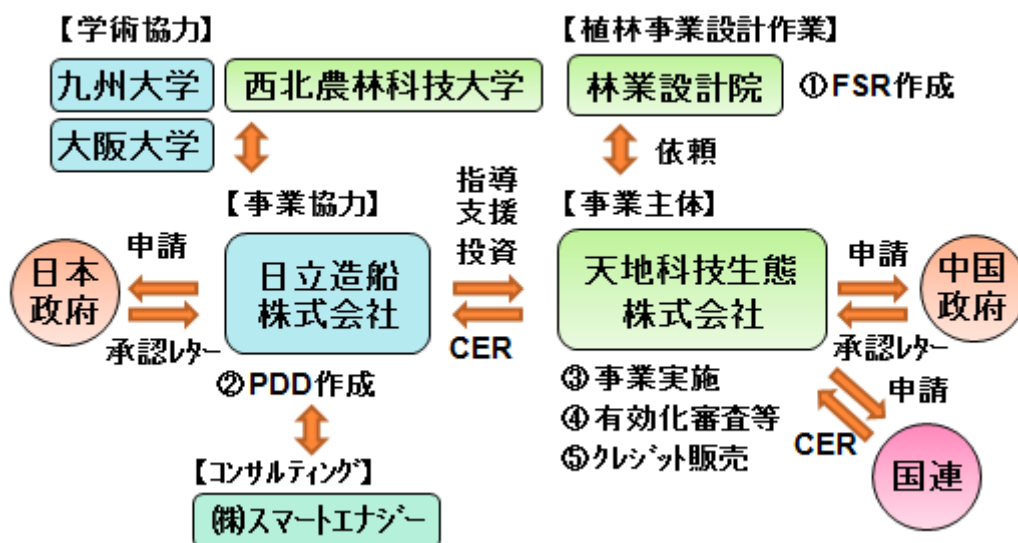 【学術協力】
【植林事業設計作業】
九州大学
西北農林科技大学
林業設計院
①FSR作成
大阪大学
依頼
【事業協力】
指導
支援
投資
【事業主体】
日本
政府
申請
承認ﾚﾀｰ
日立造船
株式会社
CER
天地科技生態
株式会社
申請
承認ﾚﾀｰ
中国
政府
②PDD作成
③事業実施
④有効化審査等
⑤ｸﾚｼﾞｯﾄ販売
申請
CER
国連
【ｺﾝｻﾙﾃｨﾝｸﾞ】
㈱スマートエナジー